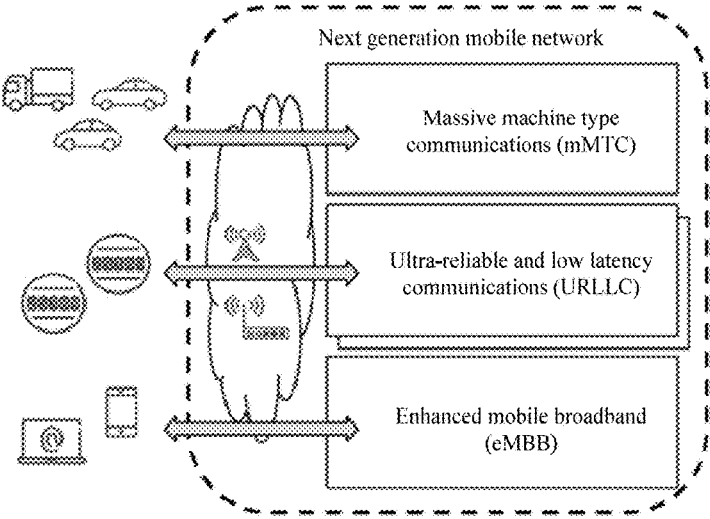 Next generation mobile network
Massive machine type
communications (mMTC)
Ultra-reliable and low latency
communications (URLLC)
Enhanced mobile broadband
(eMBB)